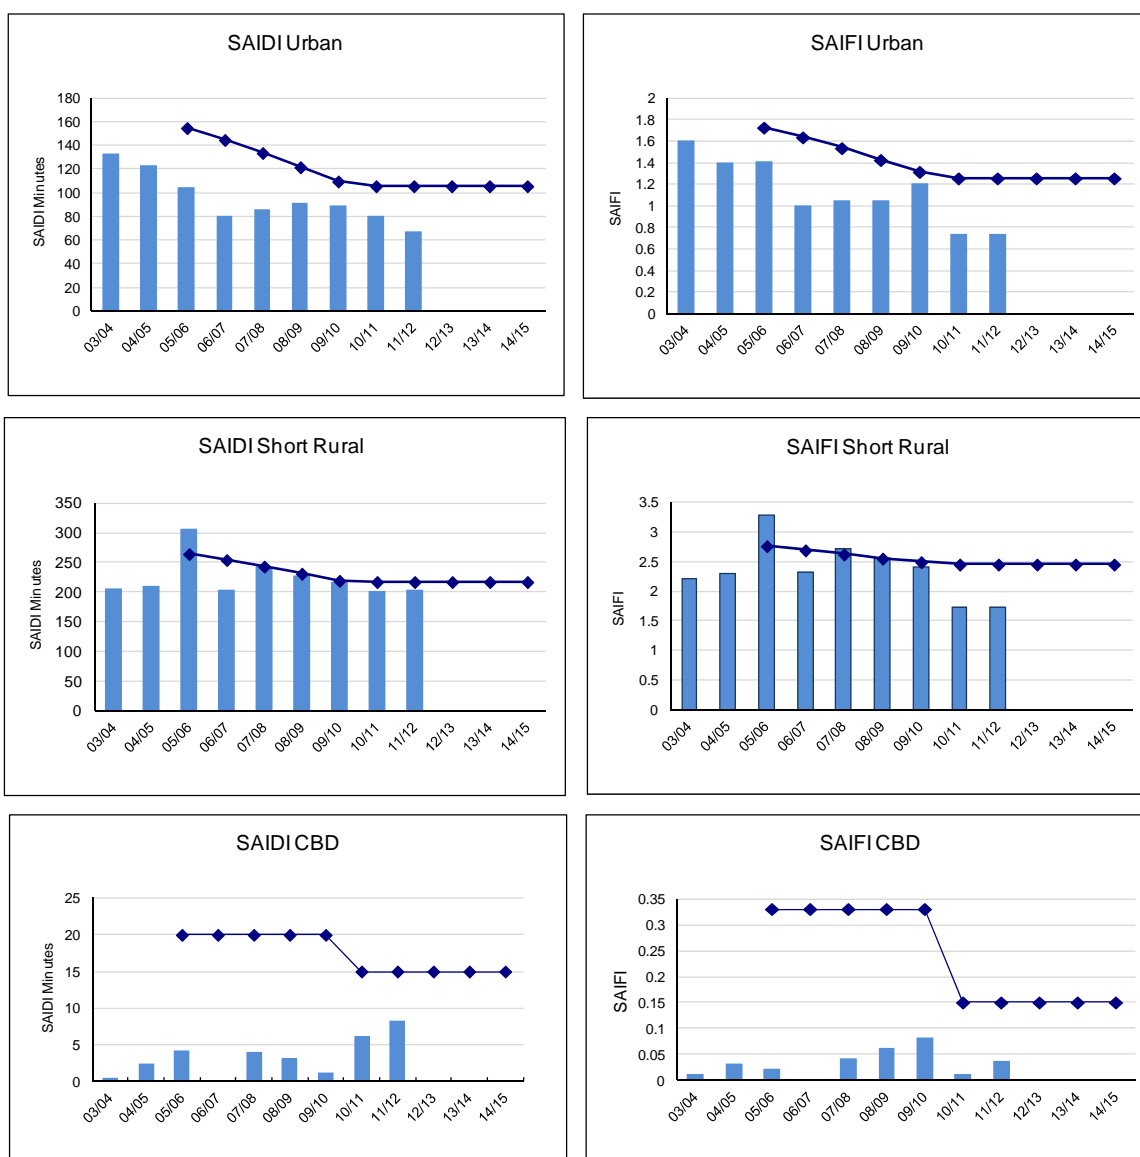 SAIDI Urban
SAIDI Minutes
180
160
140
120
100
80
60
40
20
0
03/04 04/05 05/06 06/07 07/08 08/09 09/10 10/11 11/12 12/13 13/14 14/15
SAIFI Urban
SAIFI
2
1.8
1.6
1.4
1.2
1
0.8
0.6
0.4
0.2
0
03/04 04/05 05/06 06/07 07/08 08/09 09/10 10/11 11/12 12/13 13/14 14/15
SAIDI Short Rural
SAIDI Minutes
350
300
250
200
150
100
50
0
03/04 04/05 05/06 06/07 07/08 08/09 09/10 10/11 11/12 12/13 13/14 14/15
SAIFI Short Rural
SAIFI
3.5
3
2.5
2
1.5
1
0.5
0
03/04 04/05 05/06 06/07 07/08 08/09 09/10 10/11 11/12 12/13 13/14 14/15
SAIDI CBD
SAIDI Minutes
25
20
15
10
5
0
03/04 04/05 05/06 06/07 07/08 08/09 09/10 10/11 11/12 12/13 13/14 14/15
SAIFI CBD
SAIFI
0.35
0.3
0.25
0.2
0.15
0.1
0.05
0
03/04 04/05 05/06 06/07 07/08 08/09 09/10 10/11 11/12 12/13 13/14 14/15